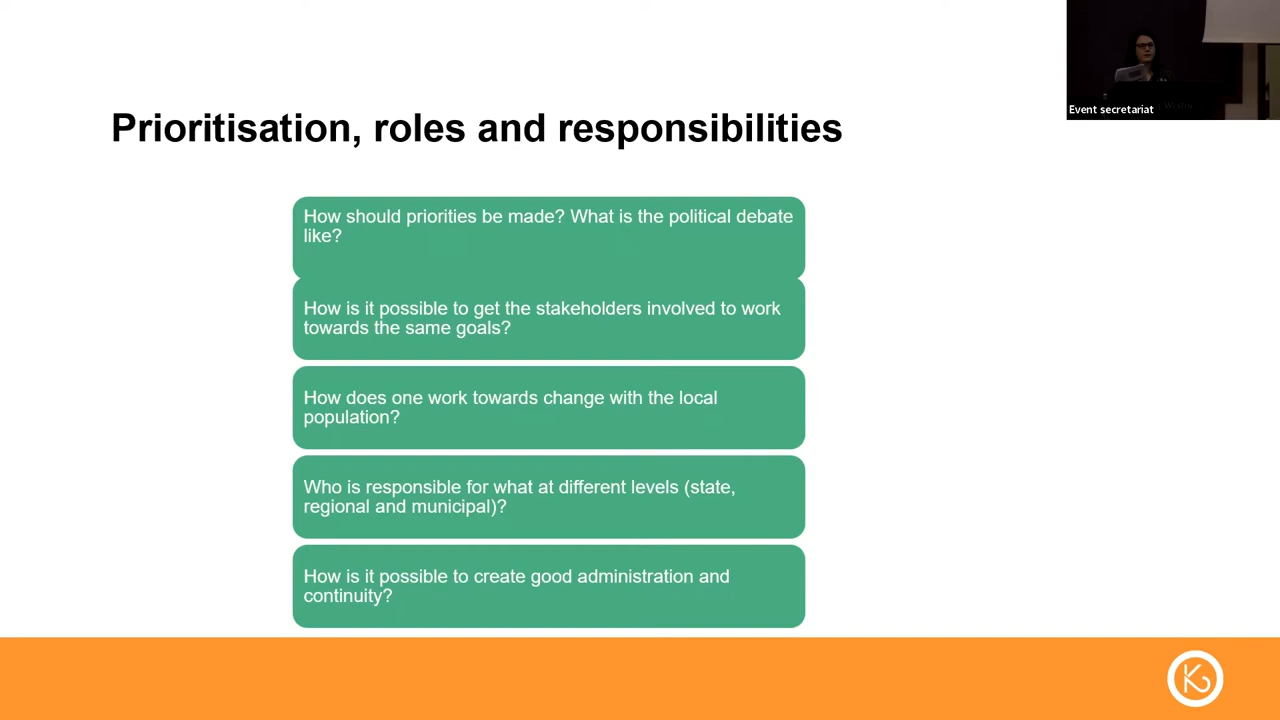 Event secretariat
Prioritisation, roles and responsibilities
How should priorities be made? What is the political debate
like?
How is it possible to get the stakeholders involved to work
towards the same goals?
How does one work towards change with the local
population?
Who is responsible for what at different levels (state,
regional and municipal)?
How is it possible to create good administration and
continuity?